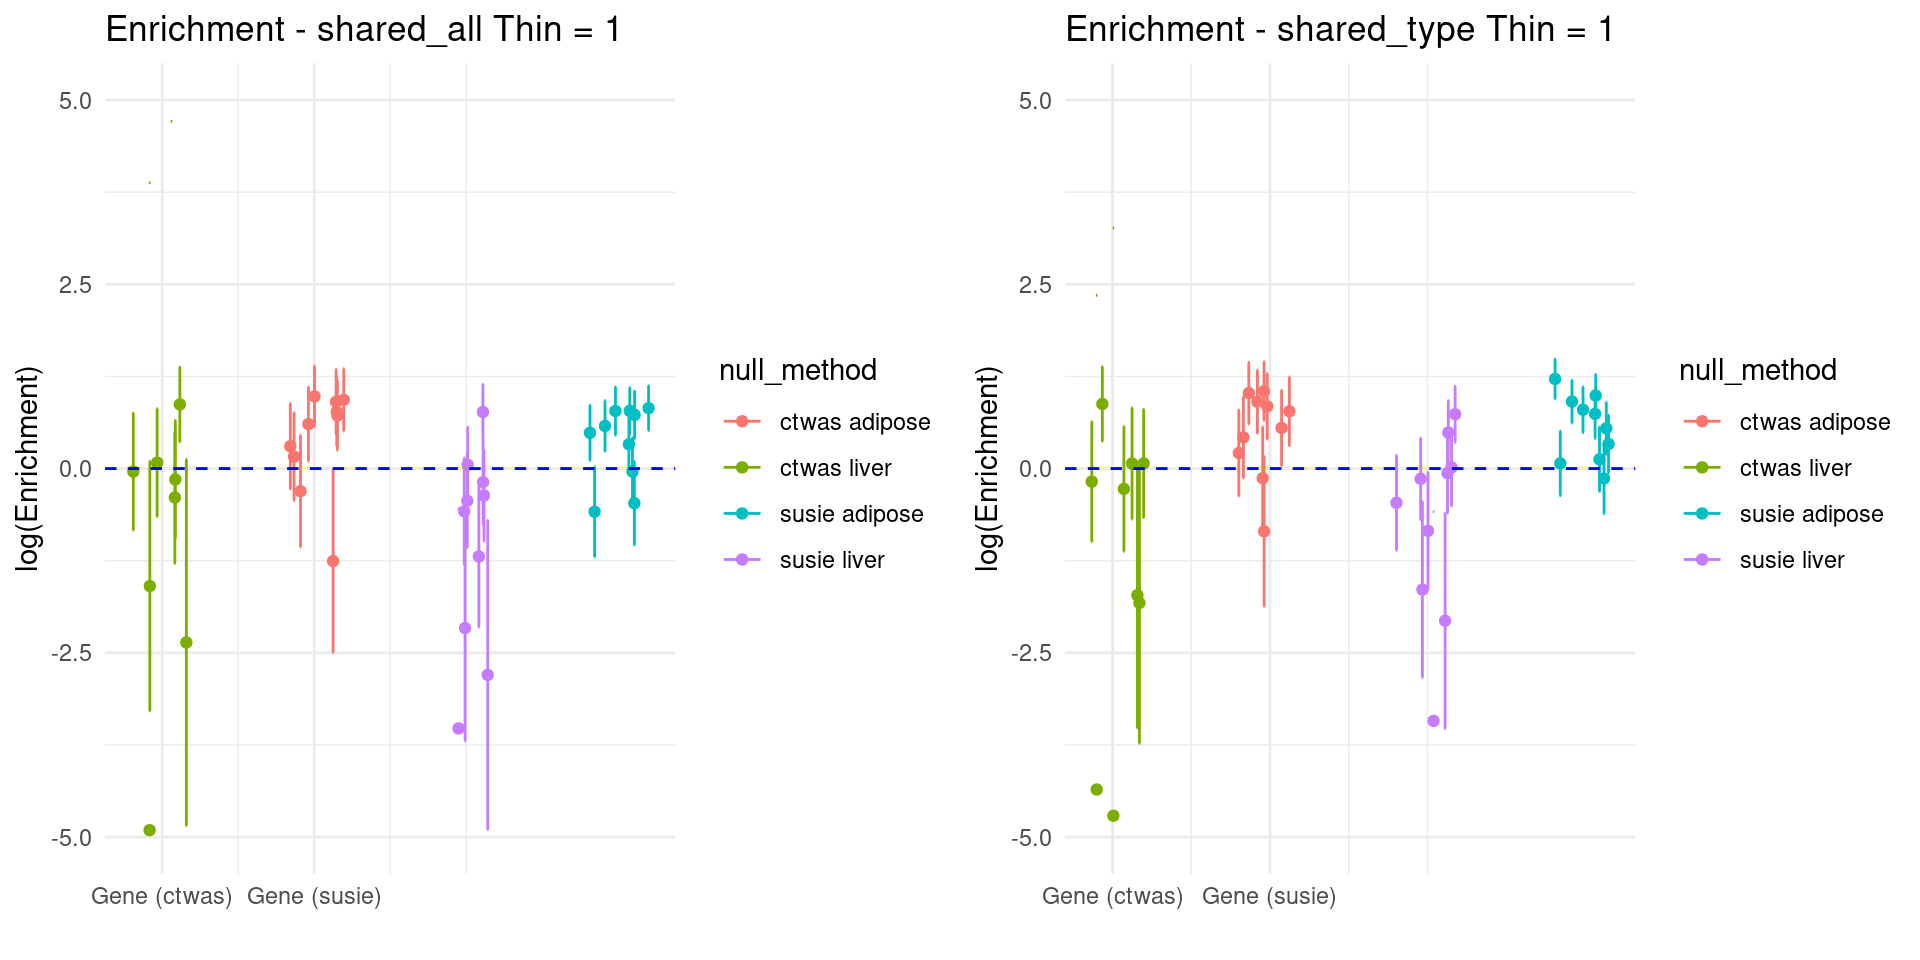 Enrichment - shared_all Thin = 1
5.0
2.5
0.0
-2.5
-5.0
log(Enrichment)
Gene (ctwas)
Gene (susie)
null_method
ctwas adipose
ctwas liver
susie adipose
susie liver
Enrichment - shared_type Thin = 1
5.0
2.5
0.0
-2.5
-5.0
log(Enrichment)
Gene (ctwas)
Gene (susie)
null_method
ctwas adipose
ctwas liver
susie adipose
susie liver